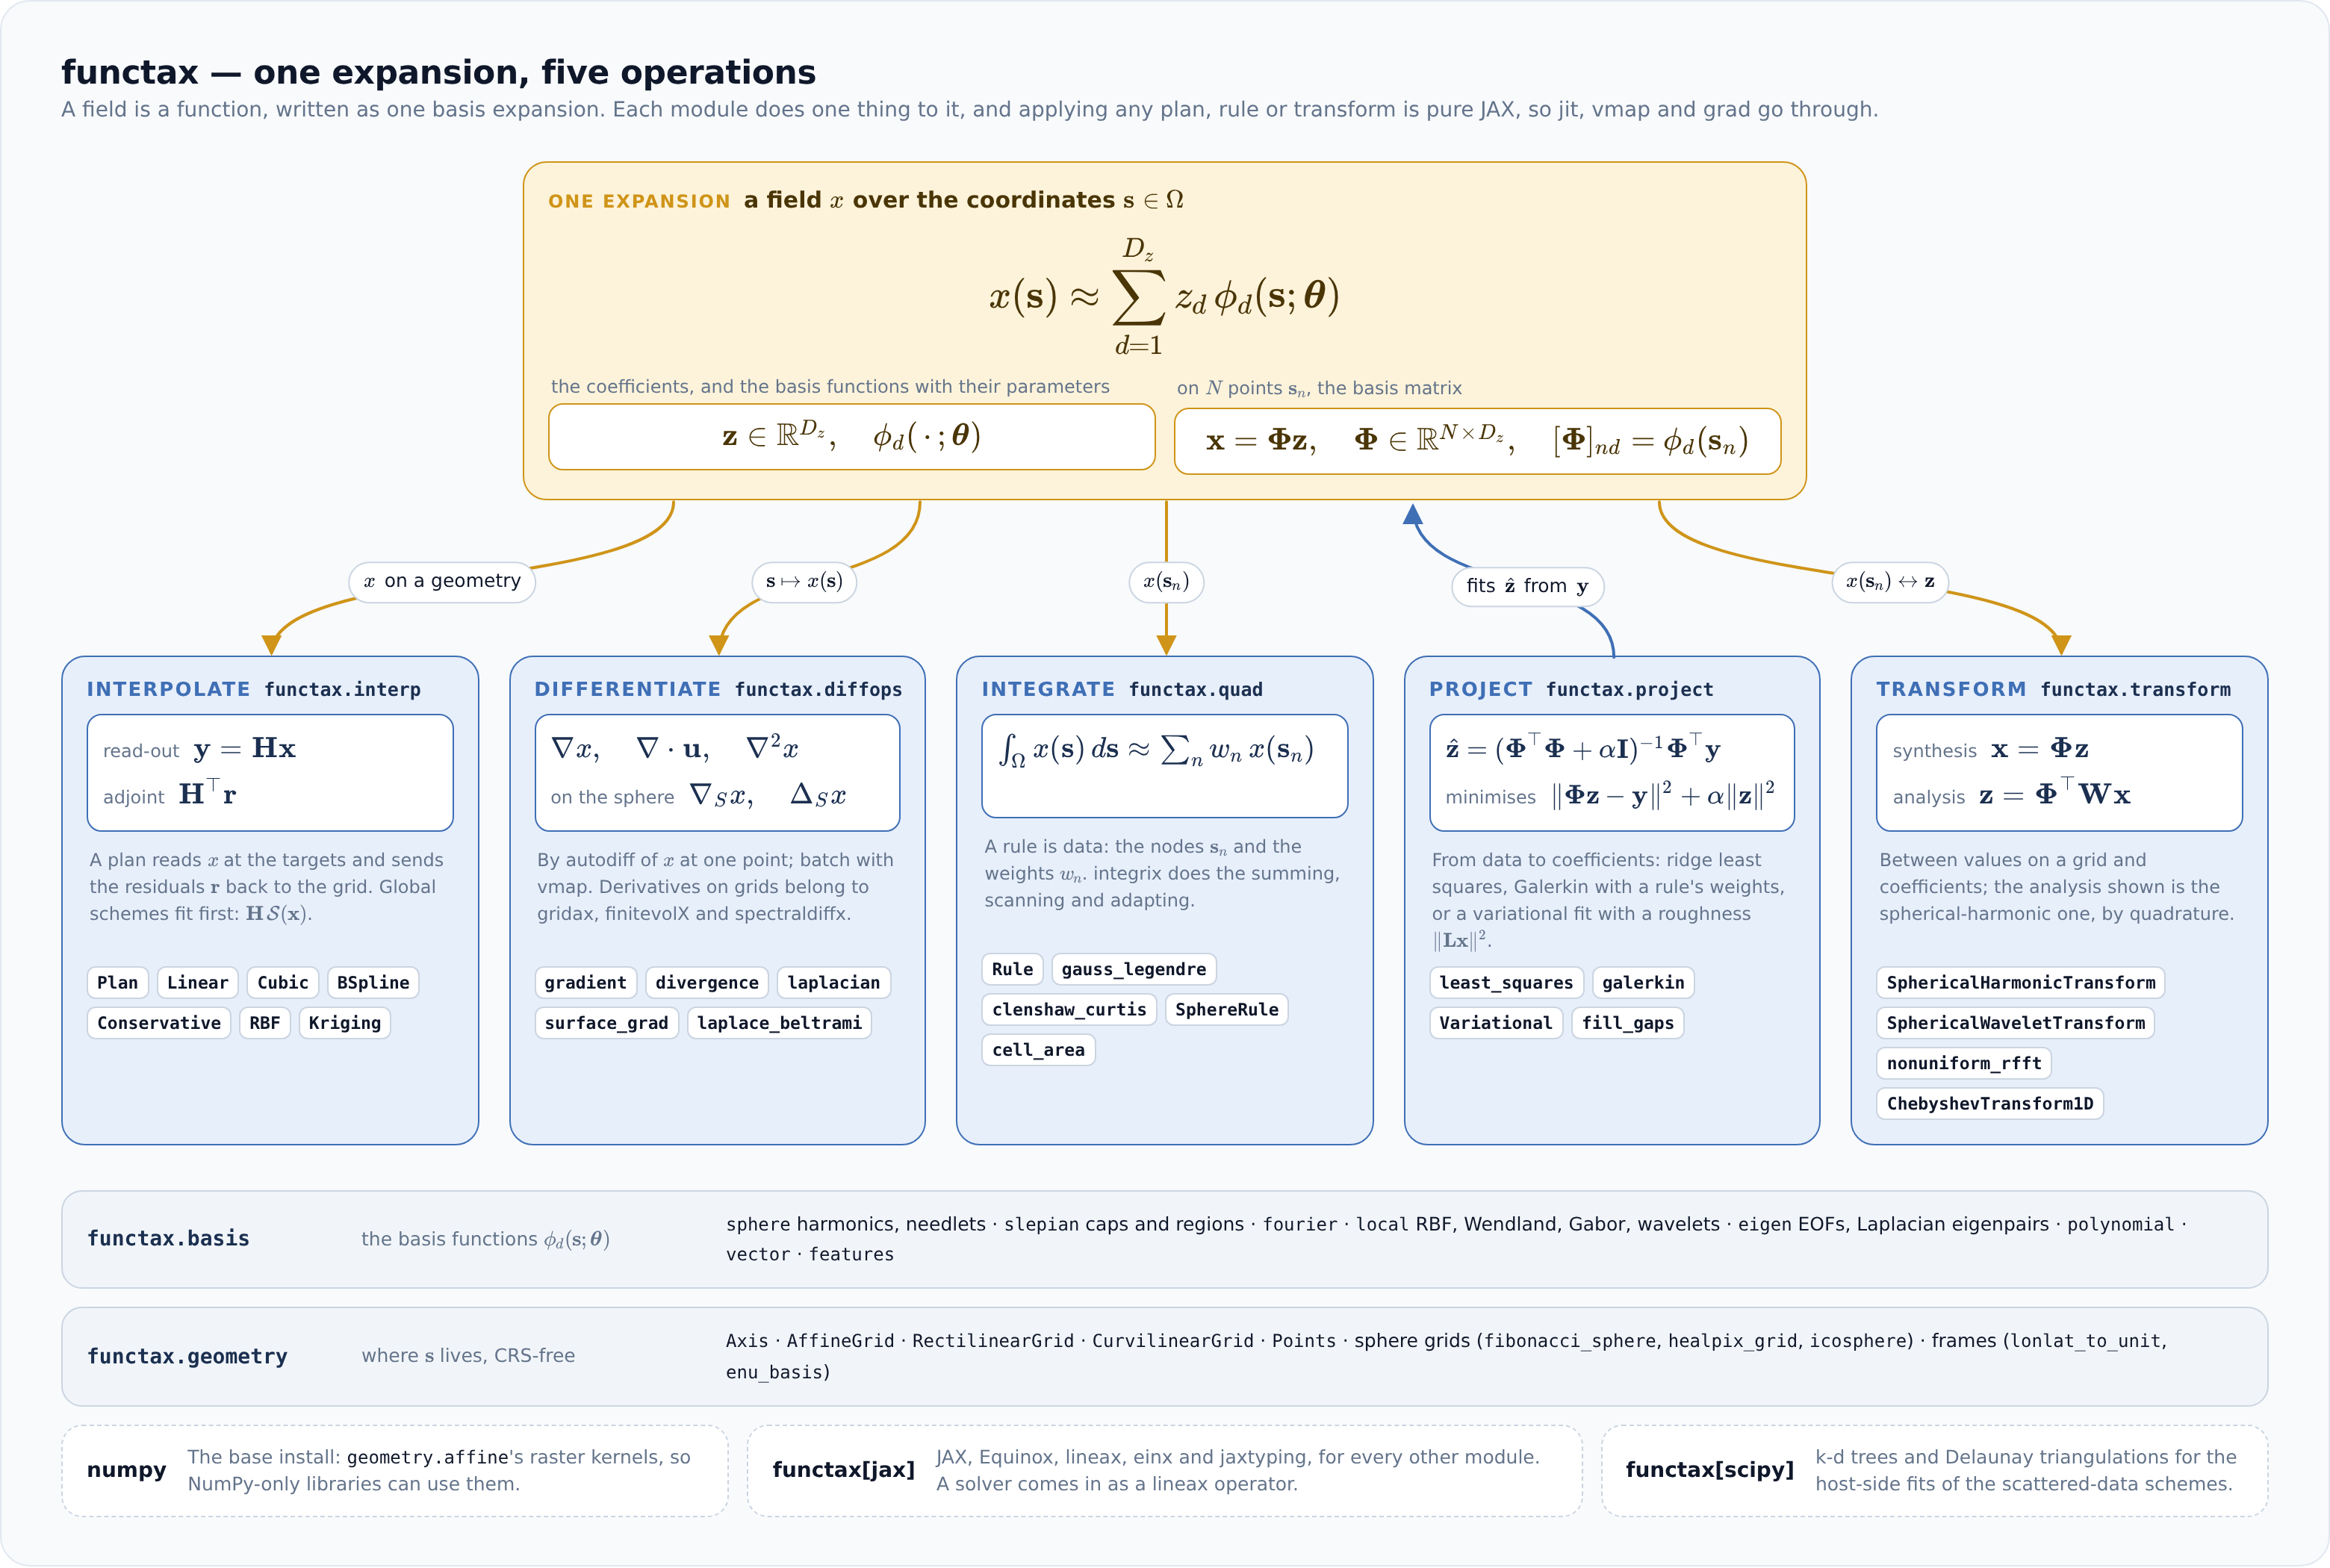 functax — one expansion, five operations
A field is a function, written as one basis expansion. Each module does one thing to it, and applying any plan, rule or transform is pure JAX, so jit, vmap and grad go through.
ONE EXPANSION a field x over the coordinates s ∈ Ω
x(s) ≈ ∑_{d=1}^{D_z} z_d ϕ_d(s; θ)
the coefficients, and the basis functions with their parameters
z ∈ ℝ^{D_z}, ϕ_d( · ; θ)
on N points s_n, the basis matrix
x = Φz, Φ ∈ ℝ^{N×D_z}, [Φ]_{nd} = ϕ_d(s_n)
x on a geometry
s ↦ x(s)
x(s_n)
fits ẑ from y
x(s_n) ↔ z
INTERPOLATE functax.interp
read-out y = Hx
adjoint H^⊤r
A plan reads x at the targets and sends
the residuals r back to the grid. Global
schemes fit first: H 𝒮(x).
Plan Linear Cubic BSpline
Conservative RBF Kriging
DIFFERENTIATE functax.diffops
∇x, ∇ · u, ∇²x
on the sphere ∇_S x, Δ_S x
By autodiff of x at one point; batch with
vmap. Derivatives on grids belong to
gridax, finitevolX and spectraldiffx.
gradient divergence laplacian
surface_grad laplace_beltrami
INTEGRATE functax.quad
∫_Ω x(s) ds ≈ ∑_n w_n x(s_n)
A rule is data: the nodes s_n and the
weights w_n. integrix does the summing,
scanning and adapting.
Rule gauss_legendre
clenshaw_curtis SphereRule
cell_area
PROJECT functax.project
ẑ = (Φ^⊤Φ + αI)^{−1}Φ^⊤y
minimises ‖Φz − y‖² + α‖z‖²
From data to coefficients: ridge least
squares, Galerkin with a rule's weights,
or a variational fit with a roughness
‖Lx‖².
least_squares galerkin
Variational fill_gaps
TRANSFORM functax.transform
synthesis x = Φz
analysis z = Φ^⊤Wx
Between values on a grid and
coefficients; the analysis shown is the
spherical-harmonic one, by quadrature.
SphericalHarmonicTransform
SphericalWaveletTransform
nonuniform_rfft
ChebyshevTransform1D
functax.basis
the basis functions ϕ_d(s; θ)
sphere harmonics, needlets · slepian caps and regions · fourier · local RBF, Wendland, Gabor, wavelets · eigen EOFs, Laplacian eigenpairs · polynomial ·
vector · features
functax.geometry
where s lives, CRS-free
Axis · AffineGrid · RectilinearGrid · CurvilinearGrid · Points · sphere grids (fibonacci_sphere, healpix_grid, icosphere) · frames (lonlat_to_unit,
enu_basis)
numpy
The base install: geometry.affine's raster kernels, so
NumPy-only libraries can use them.
functax[jax]
JAX, Equinox, lineax, einx and jaxtyping, for every other module.
A solver comes in as a lineax operator.
functax[scipy]
k-d trees and Delaunay triangulations for the
host-side fits of the scattered-data schemes.